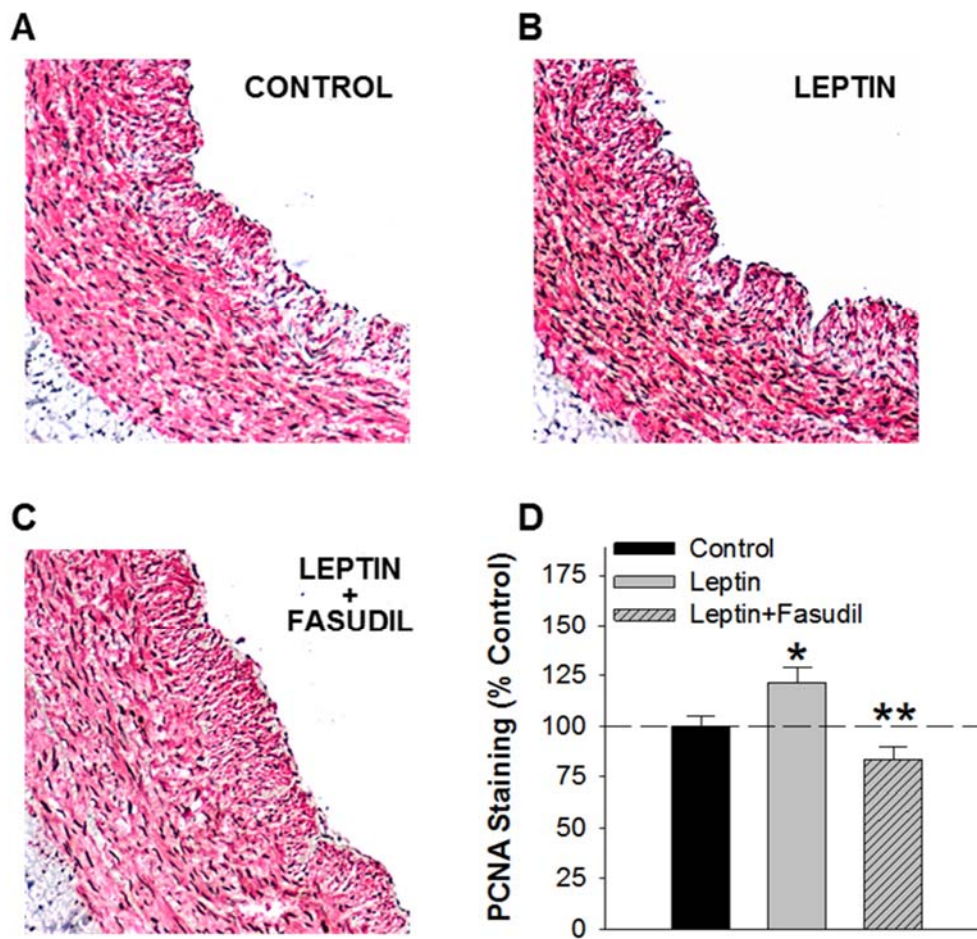 A
CONTROL
B
LEPTIN
C
LEPTIN
+
FASUDIL
D
Control
Leptin
Leptin+Fasudil
PCNA Staining (% Control)
175
150
125
100
75
50
25
0
*
**